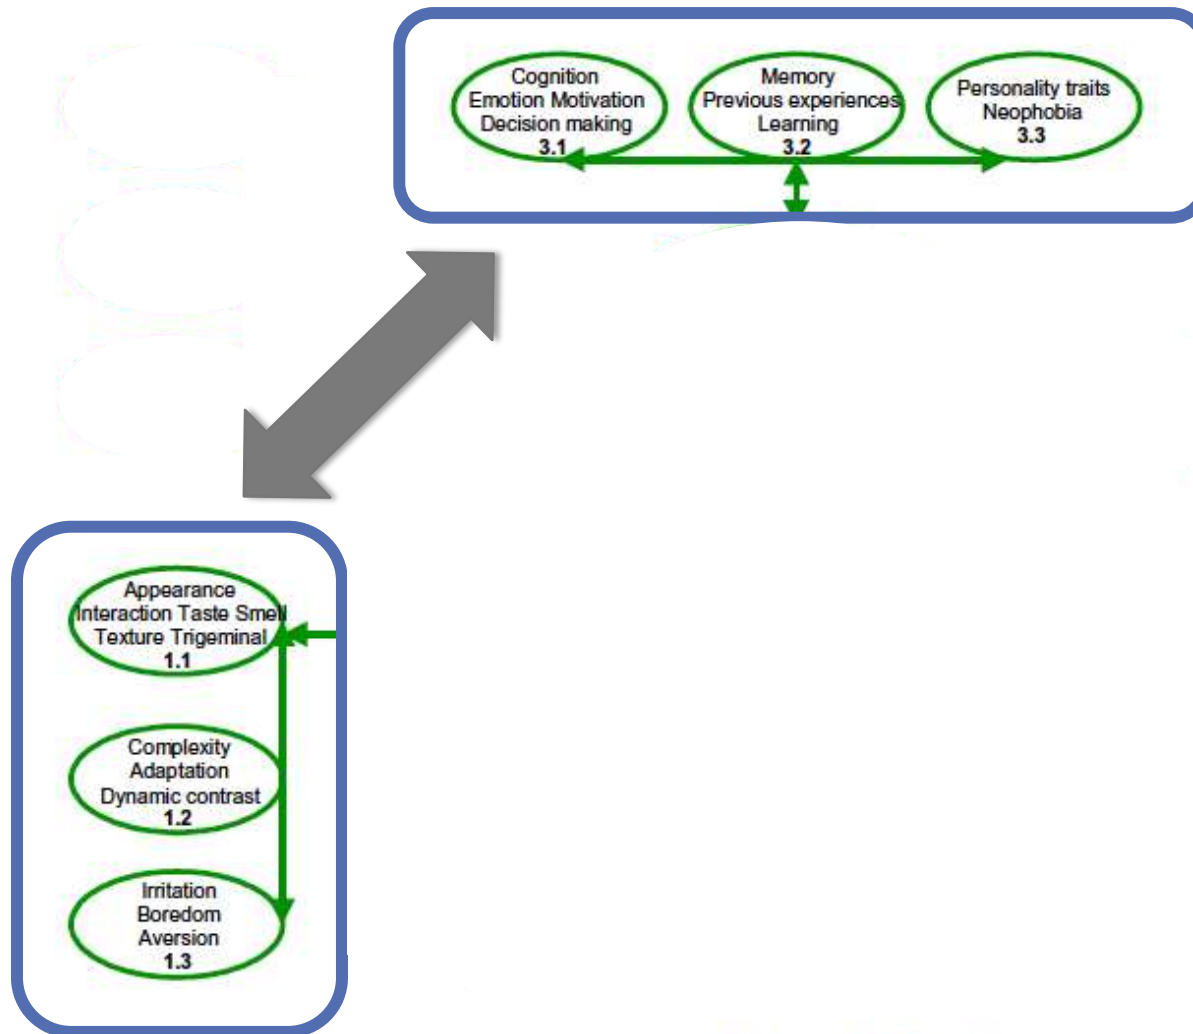 Cognition
Emotion Motivation
Decision making
3.1
Memory
Previous experiences
Learning
3.2
Personality traits
Neophobia
3.3
Appearance
Interaction Taste Smell
Texture Trigeminal
1.1
Complexity
Adaptation
Dynamic contrast
1.2
Irritation
Boredom
Aversion
1.3